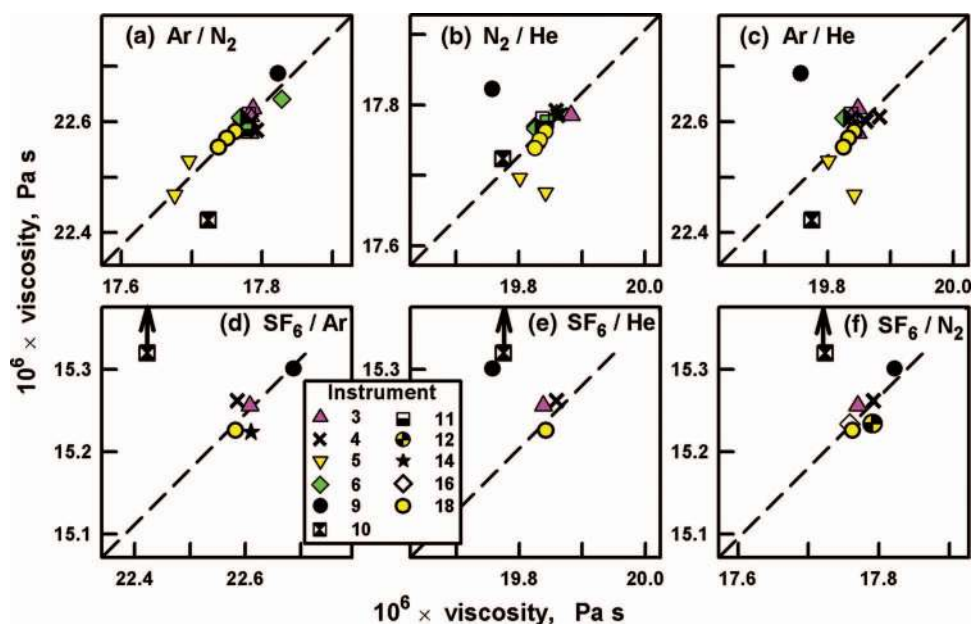 (a) Ar / N2
(b) N2 / He
(c) Ar / He
22.6
22.4
17.8
17.6
22.6
22.4
17.6 17.8
19.8 20.0
19.8 20.0
10^6 × viscosity, Pa s
(d) SF6 / Ar
(e) SF6 / He
(f) SF6 / N2
15.3
15.2
15.1
15.3
15.3
15.2
15.1
Instrument
3 11
4 12
5 14
6 16
9 18
10
22.4 22.6
19.8 20.0
17.6 17.8
10^6 × viscosity, Pa s